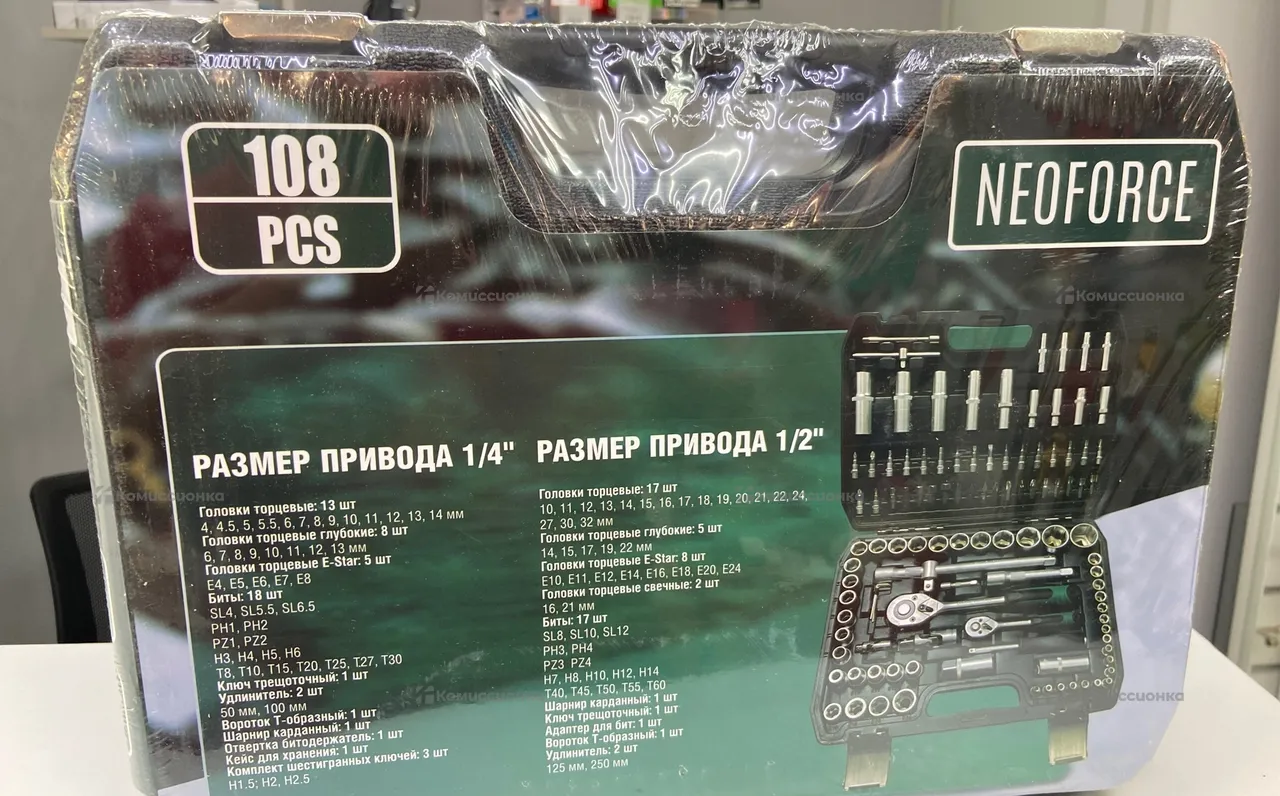 108
PCS
NEOFORCE
РАЗМЕР ПРИВОДА 1/4"
Головки торцевые: 13 шт
4, 4.5, 5, 5.5, 6, 7, 8, 9, 10, 11, 12, 13, 14 мм
Головки торцевые глубокие: 8 шт
6, 7, 8, 9, 10, 11, 12, 13 мм
Головки торцевые E-Star: 5 шт
E4, E5, E6, E7, E8
Биты: 18 шт
SL4, SL5.5, SL6.5
PH1, PH2
PZ1, PZ2
H3, H4, H5, H6
T8, T10, T15, T20, T25, T27, T30
Ключ трещоточный: 1 шт
Удлинитель: 2 шт
50 мм, 100 мм
Вороток Т-образный: 1 шт
Шарнир карданный: 1 шт
Отвертка битодержатель: 1 шт
Кейс для хранения: 1 шт
Комплект шестигранных ключей: 3 шт
H1.5; H2, H2.5
РАЗМЕР ПРИВОДА 1/2"
Головки торцевые: 17 шт
10, 11, 12, 13, 14, 15, 16, 17, 18, 19, 20, 21, 22, 24,
27, 30, 32 мм
Головки торцевые глубокие: 5 шт
14, 15, 17, 19, 22 мм
Головки торцевые E-Star: 8 шт
E10, E11, E12, E14, E16, E18, E20, E24
Головки торцевые свечные: 2 шт
16, 21 мм
Биты: 17 шт
SL8, SL10, SL12
PH3, PH4
PZ3 PZ4
H7, H8, H10, H12, H14
T40, T45, T50, T55, T60
Шарнир карданный: 1 шт
Ключ трещоточный: 1 шт
Адаптер для бит: 1 шт
Вороток Т-образный: 1 шт
Удлинитель: 2 шт
125 мм, 250 мм
Комиссионка
Комиссионка
Комиссионка
Комиссионка